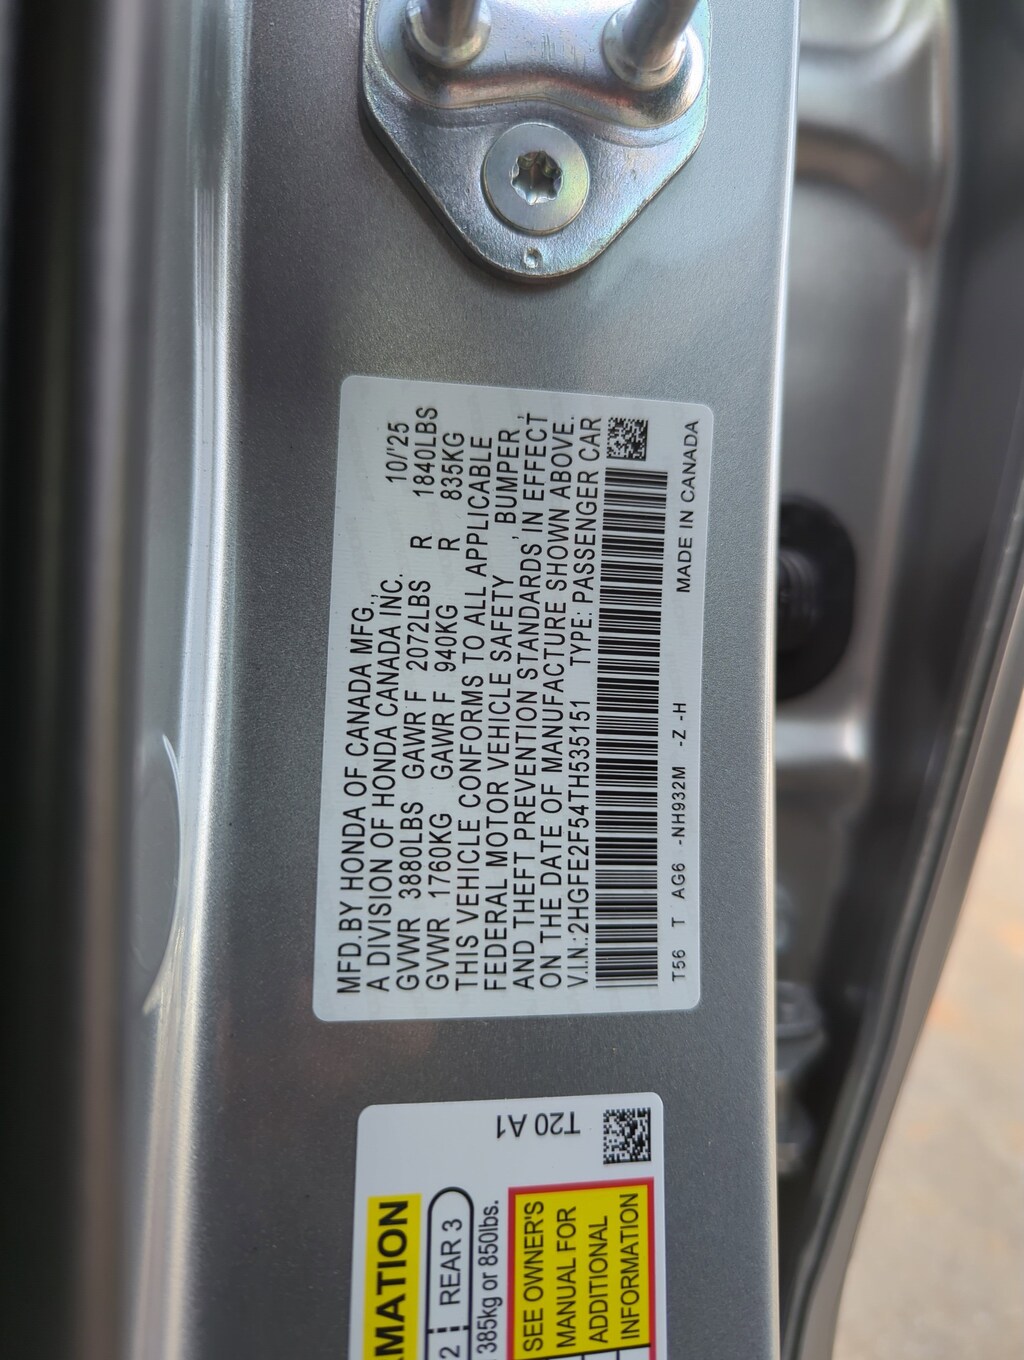 MFD.BY HONDA OF CANADA MFG.,
A DIVISION OF HONDA CANADA INC. 10/'25
GVWR 3880LBS GAWR F 2072LBS R 1840LBS
GVWR 1760KG GAWR F 940KG R 835KG
THIS VEHICLE CONFORMS TO ALL APPLICABLE
FEDERAL MOTOR VEHICLE SAFETY , BUMPER ,
AND THEFT PREVENTION STANDARDS IN EFFECT
ON THE DATE OF MANUFACTURE SHOWN ABOVE.
V.I.N.:2HGFE2F54TH535151 TYPE: PASSENGER CAR
MADE IN CANADA
T56 T AG6 -NH932M -Z -H
T20 A1
2 REAR 3
385kg or 850lbs.
SEE OWNER'S
MANUAL FOR
ADDITIONAL
INFORMATION